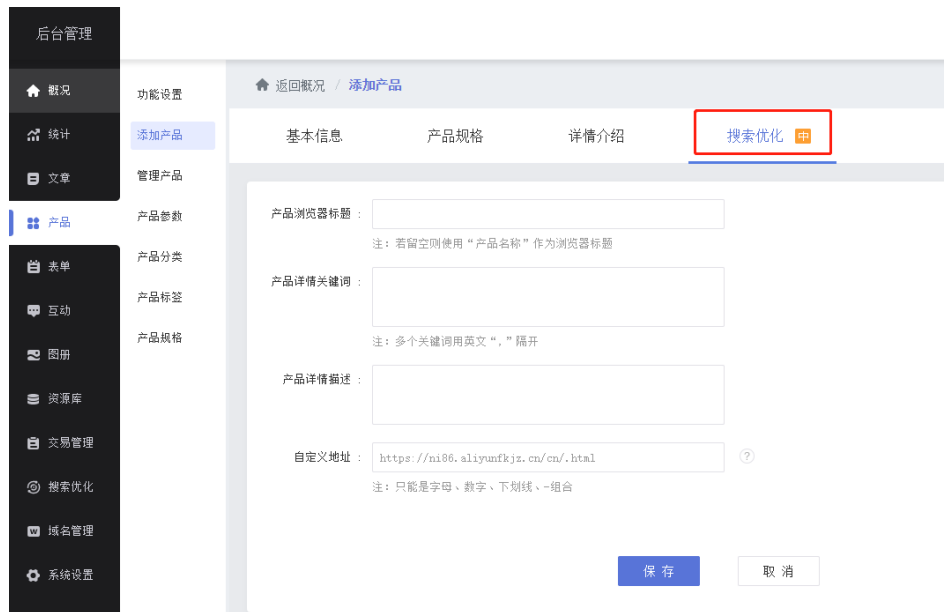 后台管理
概况
统计
文章
产品
表单
互动
图册
资源库
交易管理
搜索优化
域名管理
系统设置
功能设置
添加产品
管理产品
产品参数
产品分类
产品标签
产品规格
返回概况 / 添加产品
基本信息 产品规格 详情介绍 搜索优化 中
产品浏览器标题 :
注: 若留空则使用“产品名称”作为浏览器标题
产品详情关键词 :
注: 多个关键词用英文“,”隔开
产品详情描述 :
自定义地址 : https://ni86.aliyunfkjz.cn/cn/.html ?
注: 只能是字母、数字、下划线、-组合
保存 取消